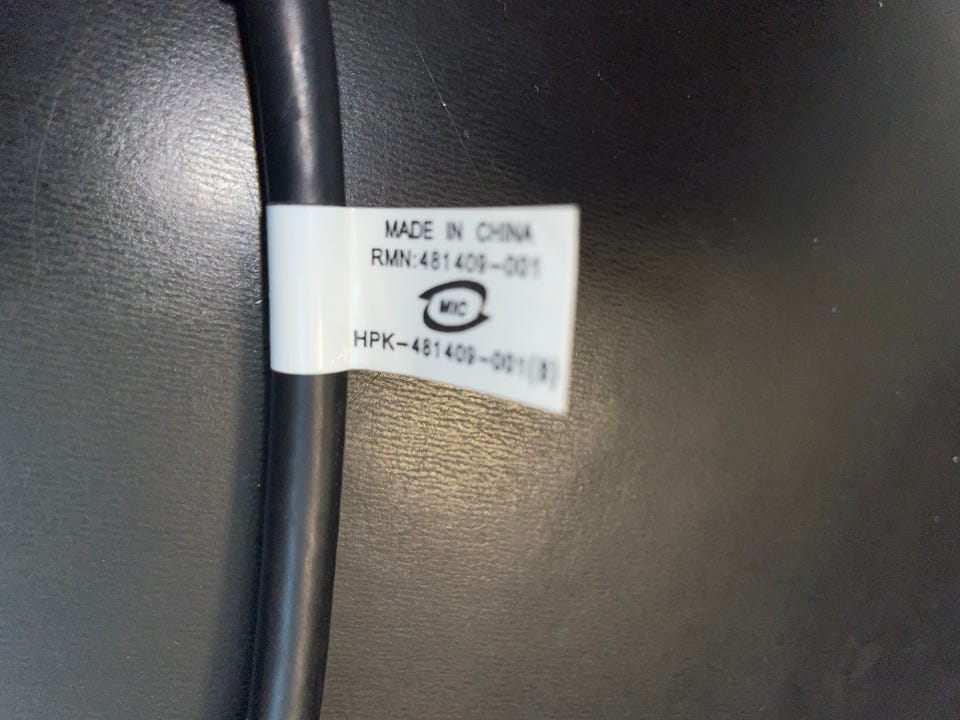 MADE IN CHINA
RMN:481409-001
MIC
HPK-481409-001(B)